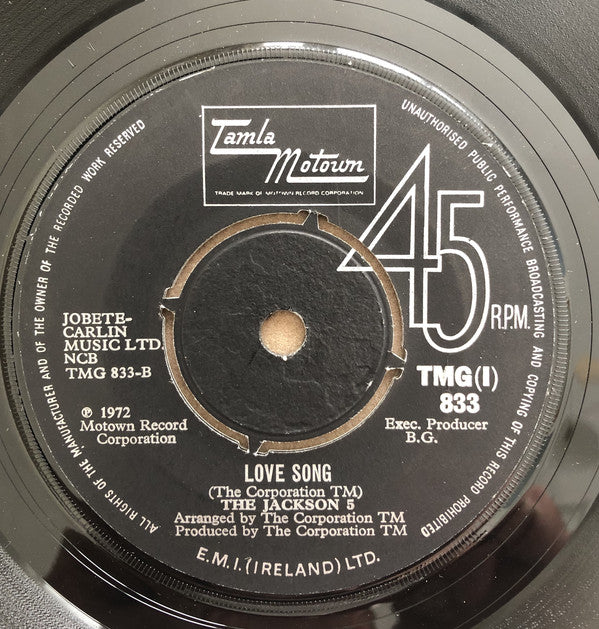 Tamla
Motown
TRADE MARK OF MOTOWN RECORD CORPORATION
45
R.P.M.
JOBETE-
CARLIN
MUSIC LTD.
NCB
TMG 833-B
TMG(I)
833
℗ 1972
Motown Record
Corporation
Exec. Producer
B.G.
LOVE SONG
(The Corporation TM)
THE JACKSON 5
Arranged by The Corporation TM
Produced by The Corporation TM
E.M.I.(IRELAND) LTD.
ALL RIGHTS OF THE MANUFACTURER AND OF THE OWNER OF THE RECORDED WORK RESERVED
UNAUTHORISED PUBLIC PERFORMANCE BROADCASTING AND COPYING OF THIS RECORD PROHIBITED